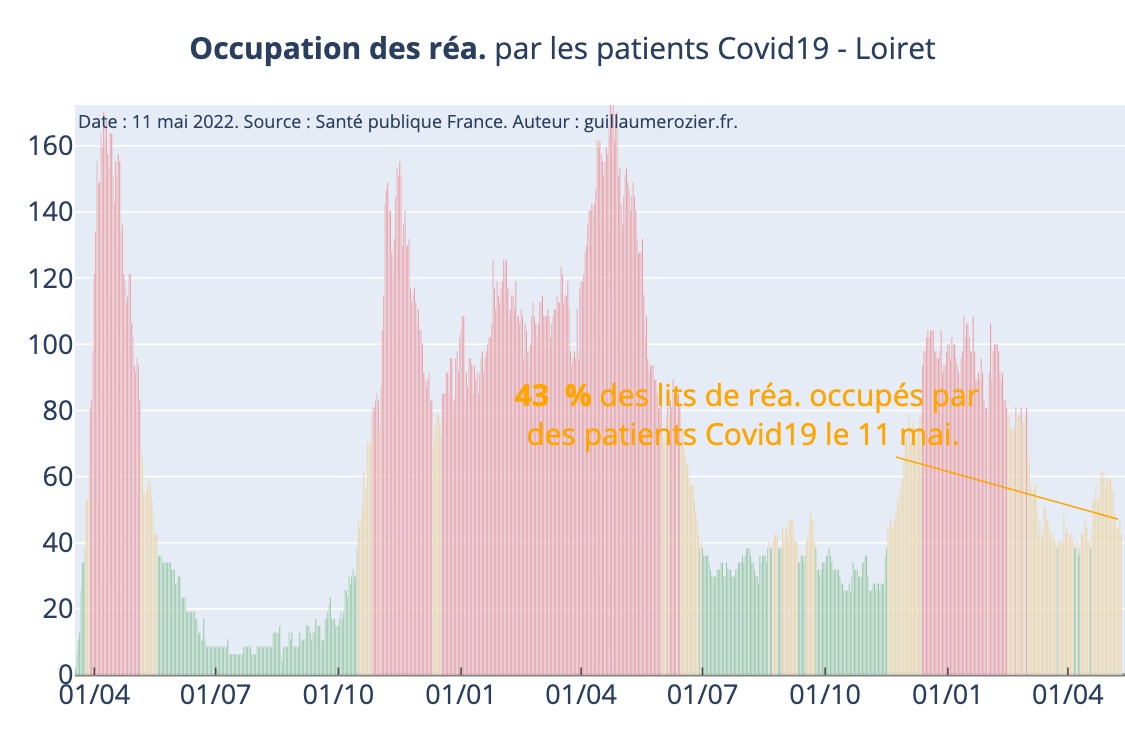 Occupation des réa. par les patients Covid19 - Loiret
Date : 11 mai 2022. Source : Santé publique France. Auteur : guillaumerozier.fr.
160
140
120
100
80
60
40
20
0
43 % des lits de réa. occupés par
des patients Covid19 le 11 mai.
01/04 01/07 01/10 01/01 01/04 01/07 01/10 01/01 01/04